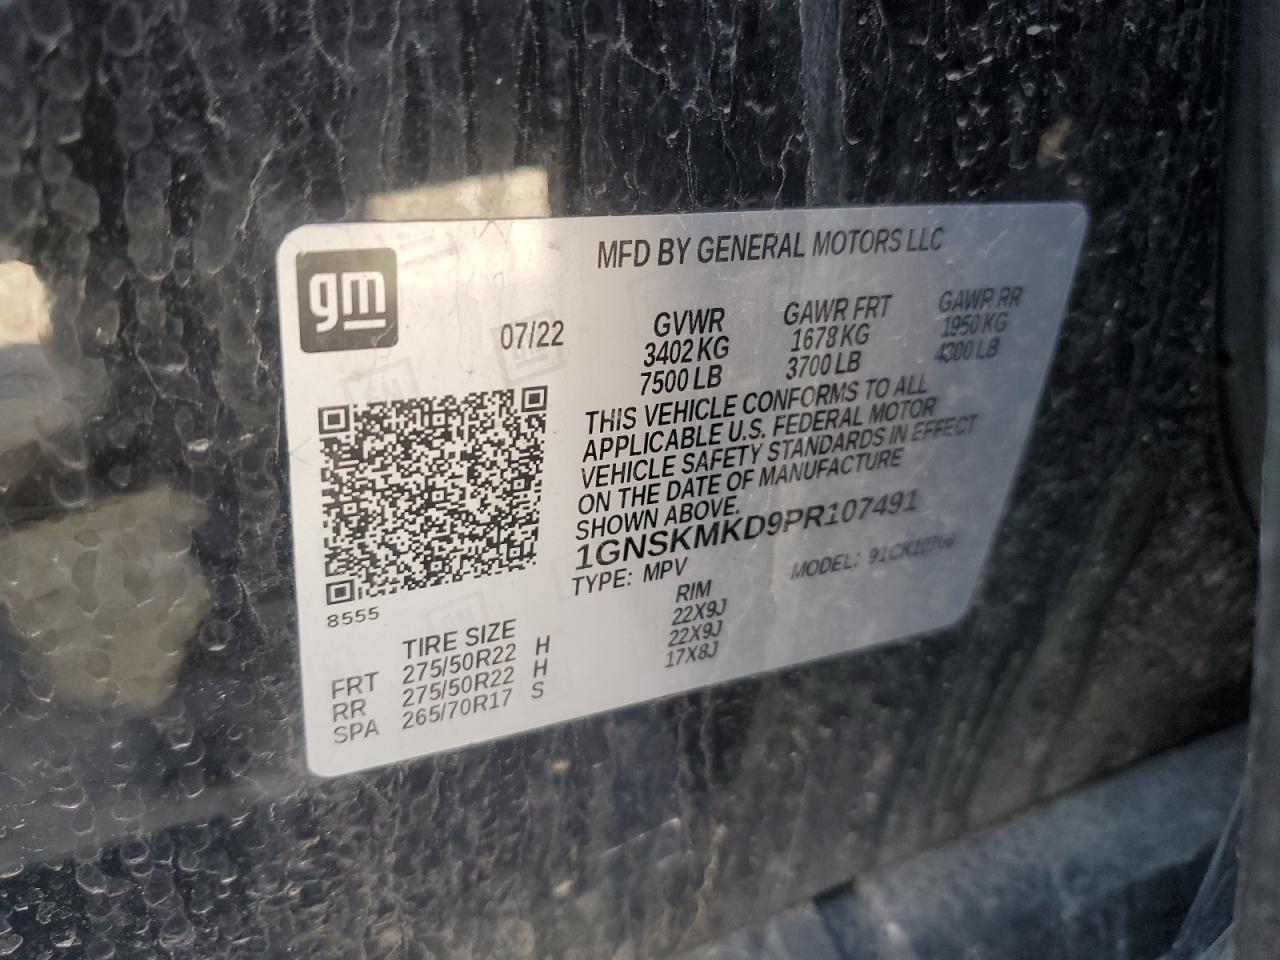 gm
MFD BY GENERAL MOTORS LLC
07/22
GVWR GAWR FRT GAWR RR
3402 KG 1678 KG 1950 KG
7500 LB 3700 LB 4300 LB
THIS VEHICLE CONFORMS TO ALL
APPLICABLE U.S. FEDERAL MOTOR
VEHICLE SAFETY STANDARDS IN EFFECT
ON THE DATE OF MANUFACTURE
SHOWN ABOVE.
1GNSKMKD9PR107491
TYPE: MPV MODEL:
8555
TIRE SIZE RIM
FRT 275/50R22 H 22X9J
RR 275/50R22 H 22X9J
SPA 265/70R17 S 17X8J